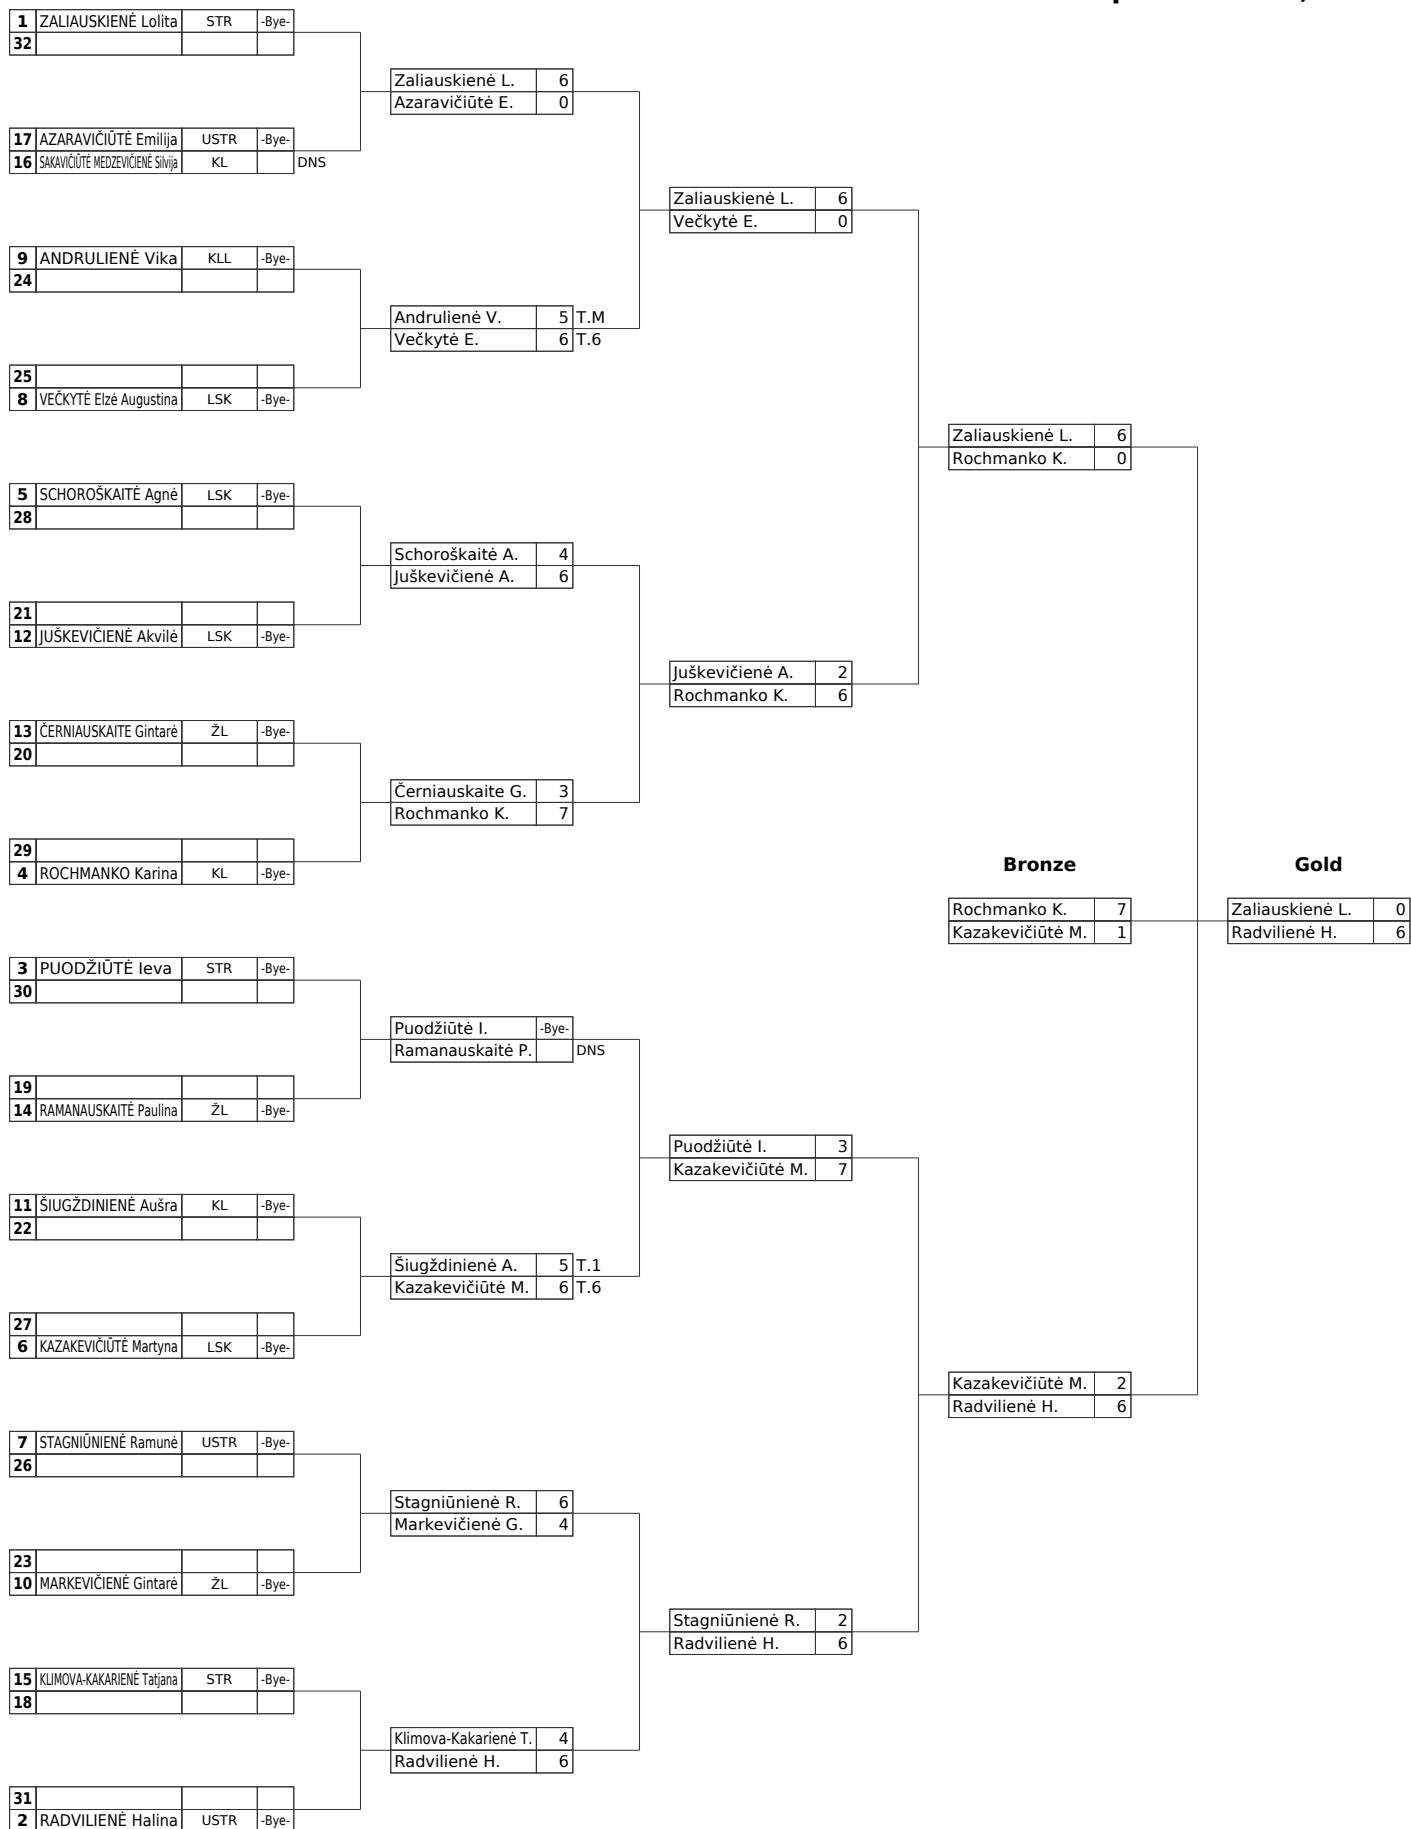 1 ZALIAUSKIENĖ Lolita STR -Bye-
32
Zaliauskienė L. 6
Azaravičiūtė E. 0
17 AZARAVIČIŪTĖ Emilija USTR -Bye-
16 SAKAVIČIŪTĖ MEDZEVIČIENĖ Silvija KL DNS
Zaliauskienė L. 6
Večkytė E. 0
9 ANDRULIENĖ Vika KLL -Bye-
24
Andrulienė V. 5 T.M
Večkytė E. 6 T.6
25
8 VEČKYTĖ Elzė Augustina LSK -Bye-
Zaliauskienė L. 6
Rochmanko K. 0
5 SCHOROŠKAITĖ Agnė LSK -Bye-
28
Schoroškaitė A. 4
Juškevičienė A. 6
21
12 JUŠKEVIČIENĖ Akvilė LSK -Bye-
Juškevičienė A. 2
Rochmanko K. 6
13 ČERNIAUSKAITE Gintarė ŽL -Bye-
20
Černiauskaite G. 3
Rochmanko K. 7
29
4 ROCHMANKO Karina KL -Bye-
Bronze Gold
Rochmanko K. 7 Zaliauskienė L. 0
Kazakevičiūtė M. 1 Radvilienė H. 6
3 PUODŽIŪTĖ Ieva STR -Bye-
30
Puodžiūtė I. -Bye-
Ramanauskaitė P. DNS
19
14 RAMANAUSKAITĖ Paulina ŽL -Bye-
Puodžiūtė I. 3
Kazakevičiūtė M. 7
11 ŠIUGŽDINIENĖ Aušra KL -Bye-
22
Šiugždinienė A. 5 T.1
Kazakevičiūtė M. 6 T.6
27
6 KAZAKEVIČIŪTĖ Martyna LSK -Bye-
Kazakevičiūtė M. 2
Radvilienė H. 6
7 STAGNIŪNIENĖ Ramunė USTR -Bye-
26
Stagniūnienė R. 6
Markevičienė G. 4
23
10 MARKEVIČIENĖ Gintarė ŽL -Bye-
Stagniūnienė R. 2
Radvilienė H. 6
15 KLIMOVA-KAKARIENĖ Tatjana STR -Bye-
18
Klimova-Kakarienė T. 4
Radvilienė H. 6
31
2 RADVILIENĖ Halina USTR -Bye-